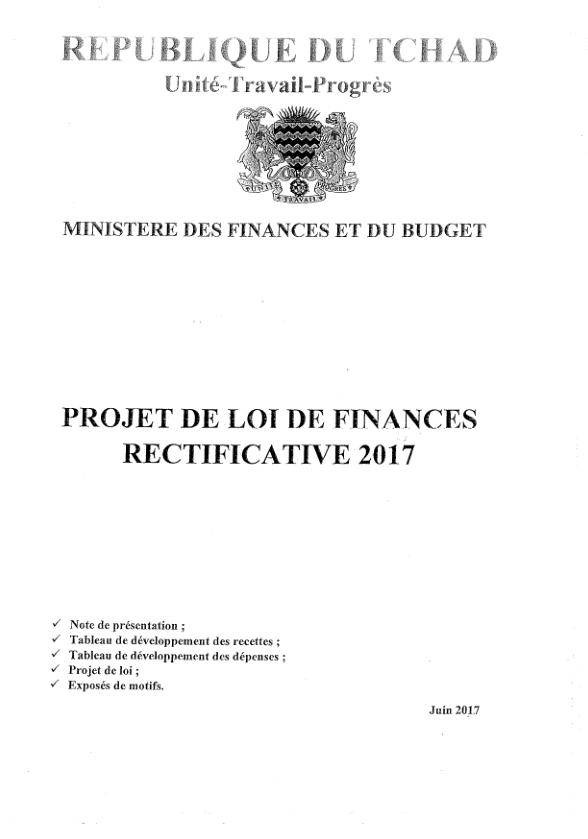 REPUBLIQUE DU TCHAD
Unité-Travail-Progrès
UNITE TRAVAIL PROGRES
MINISTERE DES FINANCES ET DU BUDGET
PROJET DE LOI DE FINANCES
RECTIFICATIVE 2017
✓ Note de présentation ;
✓ Tableau de développement des recettes ;
✓ Tableau de développement des dépenses ;
✓ Projet de loi ;
✓ Exposés de motifs.
Juin 2017